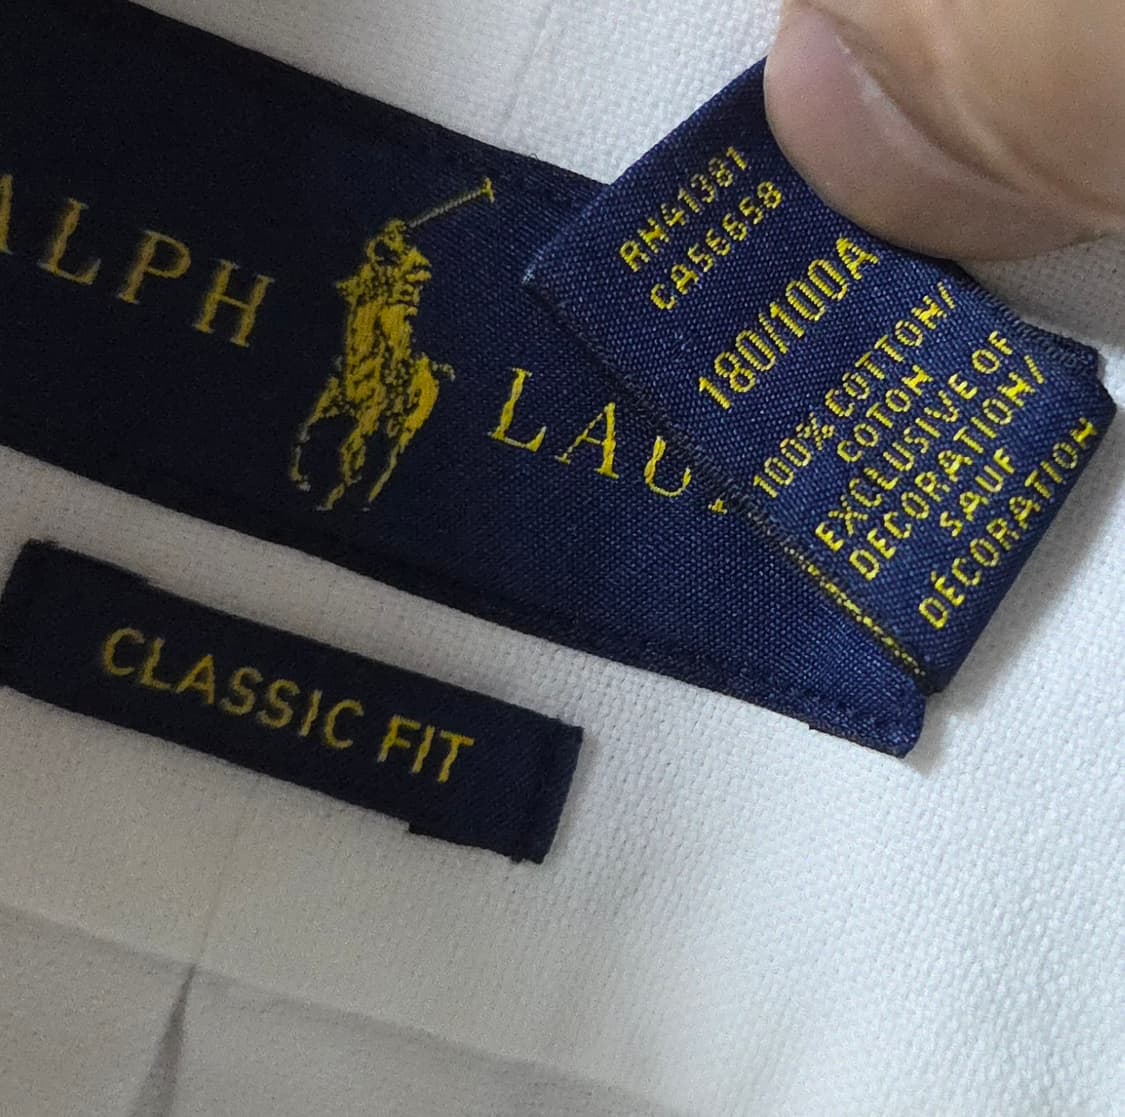 ALPH LAU
RN41381
CA56658
180/100A
100% COTTON/
COTON
EXCLUSIVE OF
DECORATION/
SAUF
DÉCORATION
CLASSIC FIT